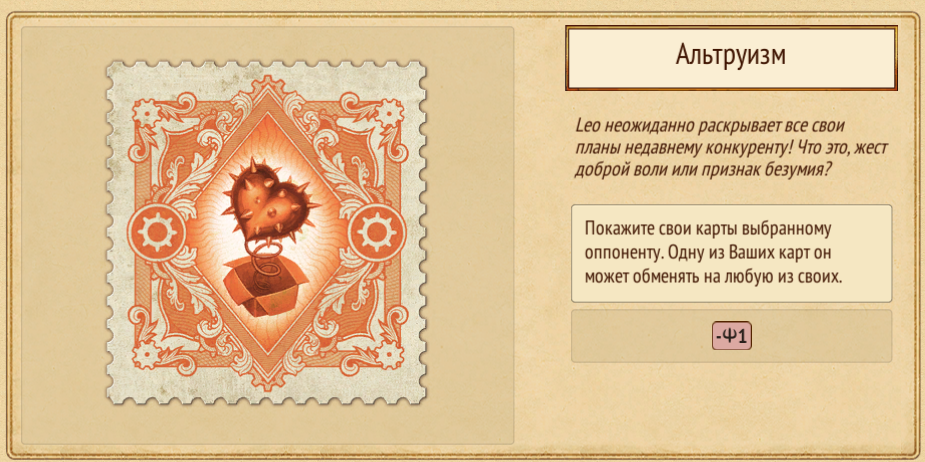 Альтруизм
Leo неожиданно раскрывает все свои
планы недавнему конкуренту! Что это, жест
доброй воли или признак безумия?
Покажите свои карты выбранному
оппоненту. Одну из Ваших карт он
может обменять на любую из своих.
-Ψ1